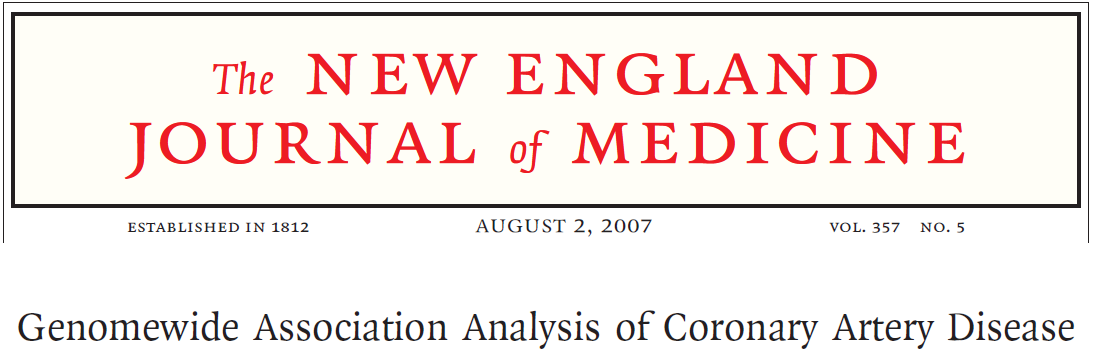 The NEW ENGLAND
JOURNAL of MEDICINE
ESTABLISHED IN 1812 AUGUST 2, 2007 VOL. 357 NO. 5
Genomewide Association Analysis of Coronary Artery Disease